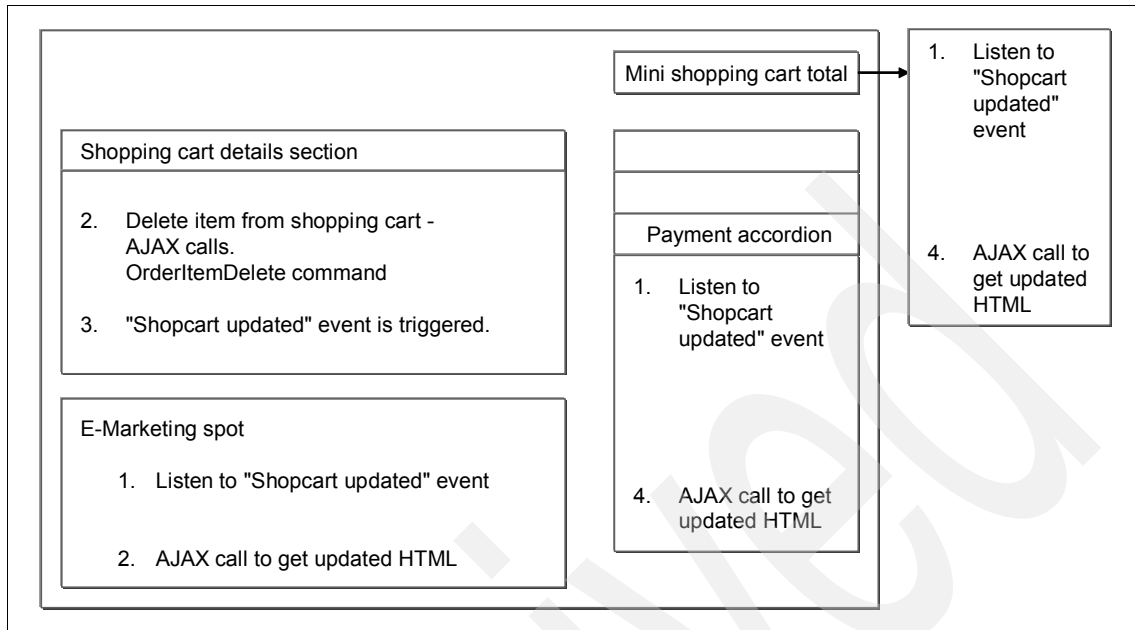 Mini shopping cart total
1. Listen to
"Shopcart
updated"
event
4. AJAX call to
get updated
HTML
Shopping cart details section
2. Delete item from shopping cart -
AJAX calls.
OrderItemDelete command
3. "Shopcart updated" event is triggered.
Payment accordion
1. Listen to
"Shopcart
updated" event
4. AJAX call to get
updated HTML
E-Marketing spot
1. Listen to "Shopcart updated" event
2. AJAX call to get updated HTML